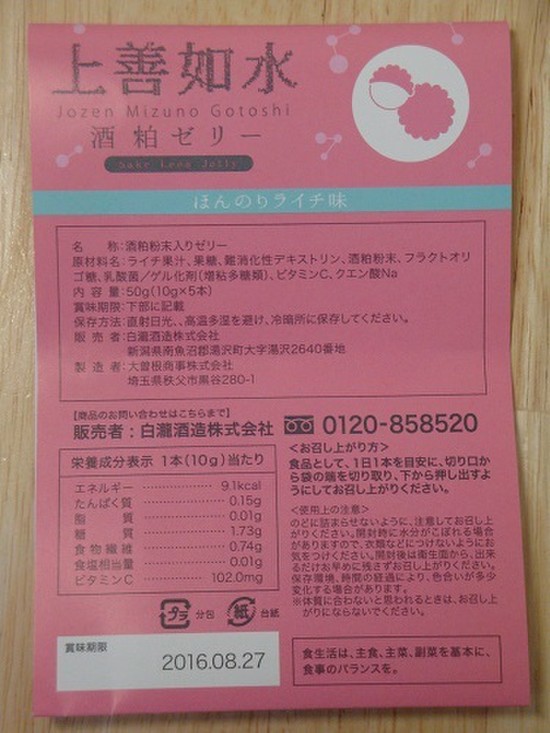 上善如水
Jozen Mizuno Gotoshi
酒粕ゼリー
Sake Lees Jelly
ほんのりライチ味
名　　称:酒粕粉末入りゼリー
原材料名:ライチ果汁、果糖、難消化性デキストリン、酒粕粉末、フラクトオリ
ゴ糖、乳酸菌/ゲル化剤(増粘多糖類)、ビタミンC、クエン酸Na
内 容 量:50g(10g×5本)
賞味期限:下部に記載
保存方法:直射日光、、高温多湿を避け、冷暗所に保存してください。
販 売 者:白瀧酒造株式会社
新潟県南魚沼郡湯沢町大字湯沢2640番地
製 造 者:大曽根商事株式会社
埼玉県秩父市黒谷280-1
【商品のお問い合わせはこちらまで】
販売者:白瀧酒造株式会社 0120-858520
栄養成分表示 1本(10g)当たり
エネルギー ………… 9.1kcal
たんぱく質 ………… 0.15g
脂　　質 ………… 0.01g
糖　　質 ………… 1.73g
食物繊維 ………… 0.74g
食塩相当量 ………… 0.01g
ビタミンC ………… 102.0mg
<お召し上がり方>
食品として、1日1本を目安に、切り口か
ら袋の端を切り取り、下から押し出すよ
うにしてお召し上がりください。
<使用上の注意>
のどに詰まらせないように、注意してお召し上
がりください。開封時に水分がこぼれる場合
がありますので、衣類などにつけないようにお
気をつけください。開封後は衛生面から、出来
るだけお早めに残さずお召し上がりください。
保存環境、時間の経過により、色合いが多少
変化する場合があります。
※体質に合わないと思われるときは、お召し上
がりにならないでください。
プラ 分包 紙 台紙
賞味期限
2016.08.27
食生活は、主食、主菜、副菜を基本に、
食事のバランスを。